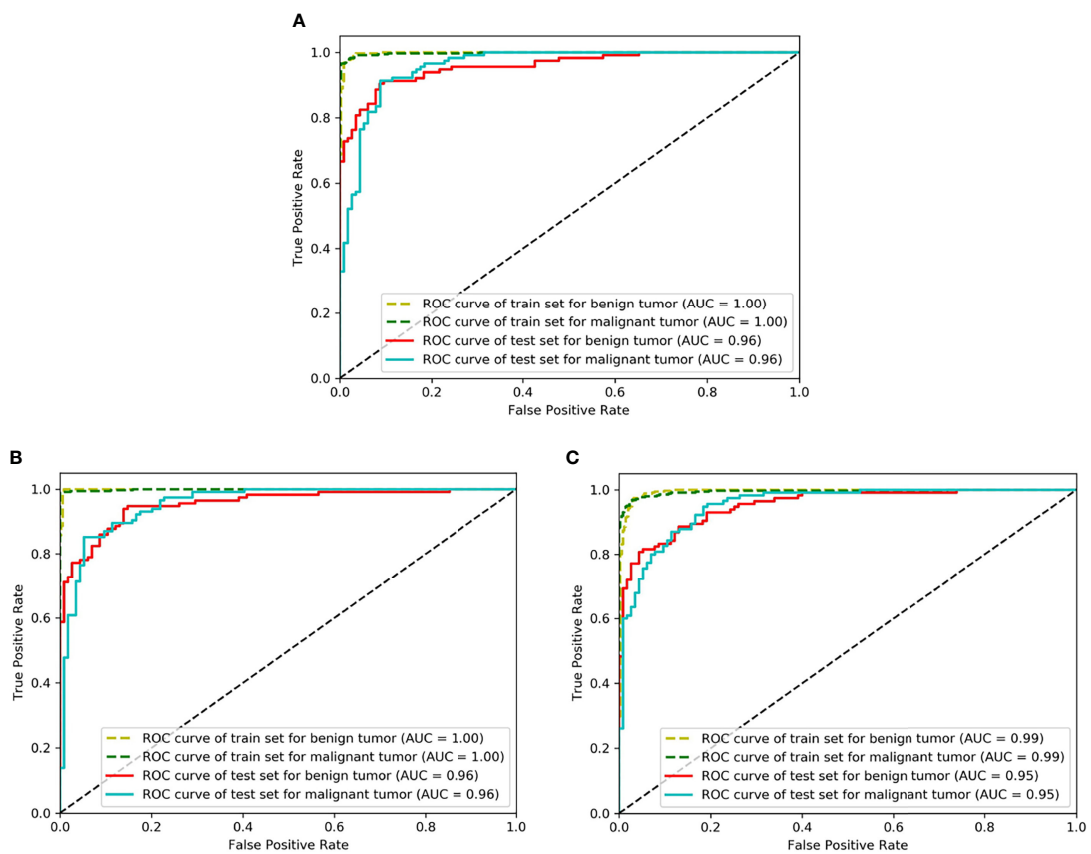 A
1.0
0.8
0.6
0.4
0.2
0.0
True Positive Rate
ROC curve of train set for benign tumor (AUC = 1.00)
ROC curve of train set for malignant tumor (AUC = 1.00)
ROC curve of test set for benign tumor (AUC = 0.96)
ROC curve of test set for malignant tumor (AUC = 0.96)
0.0 0.2 0.4 0.6 0.8 1.0
False Positive Rate
B
1.0
0.8
0.6
0.4
0.2
0.0
True Positive Rate
ROC curve of train set for benign tumor (AUC = 1.00)
ROC curve of train set for malignant tumor (AUC = 1.00)
ROC curve of test set for benign tumor (AUC = 0.96)
ROC curve of test set for malignant tumor (AUC = 0.96)
0.0 0.2 0.4 0.6 0.8 1.0
False Positive Rate
C
1.0
0.8
0.6
0.4
0.2
0.0
True Positive Rate
ROC curve of train set for benign tumor (AUC = 0.99)
ROC curve of train set for malignant tumor (AUC = 0.99)
ROC curve of test set for benign tumor (AUC = 0.95)
ROC curve of test set for malignant tumor (AUC = 0.95)
0.0 0.2 0.4 0.6 0.8 1.0
False Positive Rate